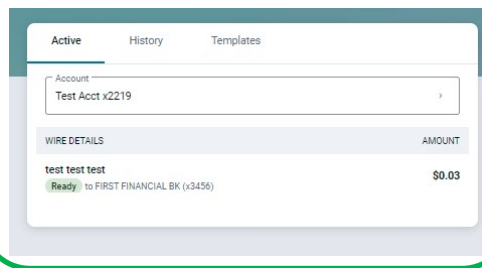 Active History Templates
Account
Test Acct x2219
WIRE DETAILS AMOUNT
test test test
$0.03
Ready to FIRST FINANCIAL BK (x3456)